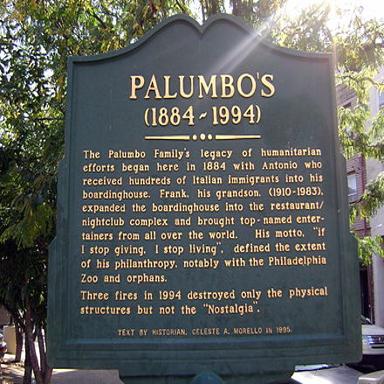 PALUMBO'S
(1884~1994)
The Palumbo Family's legacy of humanitarian
efforts began here in 1884 with Antonio who
received hundreds of Italian immigrants into his
boardinghouse. Frank, his grandson, (1910-1983),
expanded the boardinghouse into the restaurant/
nightclub complex and brought top-named enter-
tainers from all over the world. His motto, "if
I stop giving, I stop living", defined the extent
of his philanthropy, notably with the Philadelphia
Zoo and orphans.
Three fires in 1994 destroyed only the physical
structures but not the "Nostalgia".
TEXT BY HISTORIAN, CELESTE A. MORELLO IN 1995.